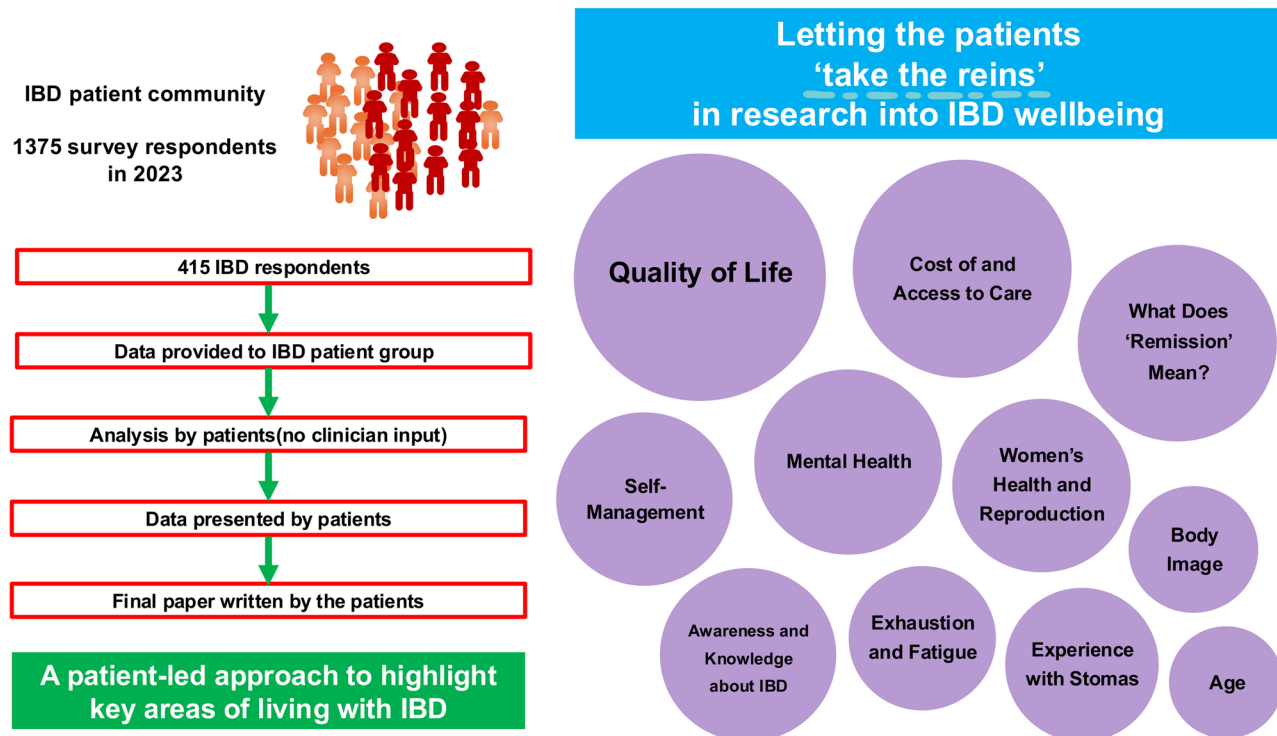 IBD patient community
1375 survey respondents
in 2023
415 IBD respondents
Data provided to IBD patient group
Analysis by patients(no clinician input)
Data presented by patients
Final paper written by the patients
A patient-led approach to highlight
key areas of living with IBD
Letting the patients
‘take the reins’
in research into IBD wellbeing
Quality of Life
Cost of and
Access to Care
What Does
‘Remission’
Mean?
Self-
Management
Mental Health
Women’s
Health and
Reproduction
Body
Image
Awareness and
Knowledge
about IBD
Exhaustion
and Fatigue
Experience
with Stomas
Age